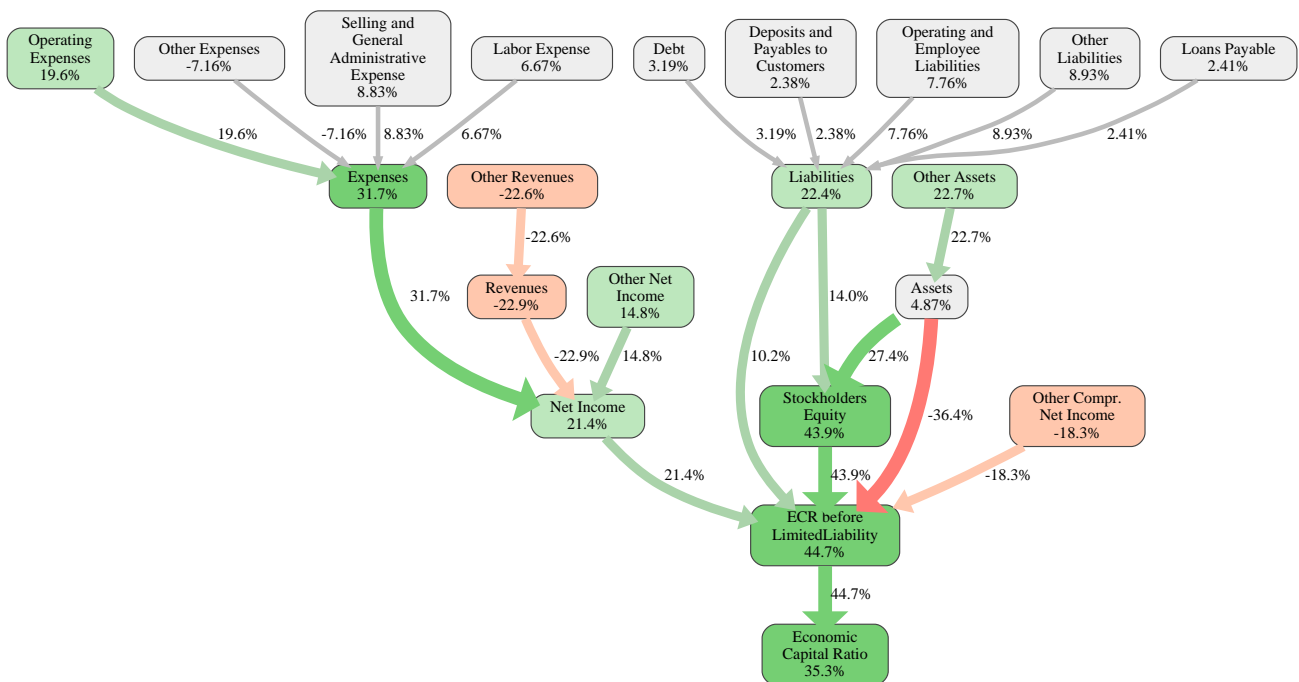 Operating
Expenses
19.6%
Other Expenses
-7.16%
Selling and
General
Administrative
Expense
8.83%
Labor Expense
6.67%
Debt
3.19%
Deposits and
Payables to
Customers
2.38%
Operating and
Employee
Liabilities
7.76%
Other
Liabilities
8.93%
Loans Payable
2.41%
19.6%
-7.16%
8.83%
6.67%
3.19%
2.38%
7.76%
8.93%
2.41%
Expenses
31.7%
Other Revenues
-22.6%
Liabilities
22.4%
Other Assets
22.7%
-22.6%
22.7%
Revenues
-22.9%
Other Net
Income
14.8%
Assets
4.87%
31.7%
14.0%
-22.9%
14.8%
10.2%
27.4%
Net Income
21.4%
Stockholders
Equity
43.9%
-36.4%
Other Compr.
Net Income
-18.3%
21.4%
43.9%
-18.3%
ECR before
LimitedLiability
44.7%
44.7%
Economic
Capital Ratio
35.3%